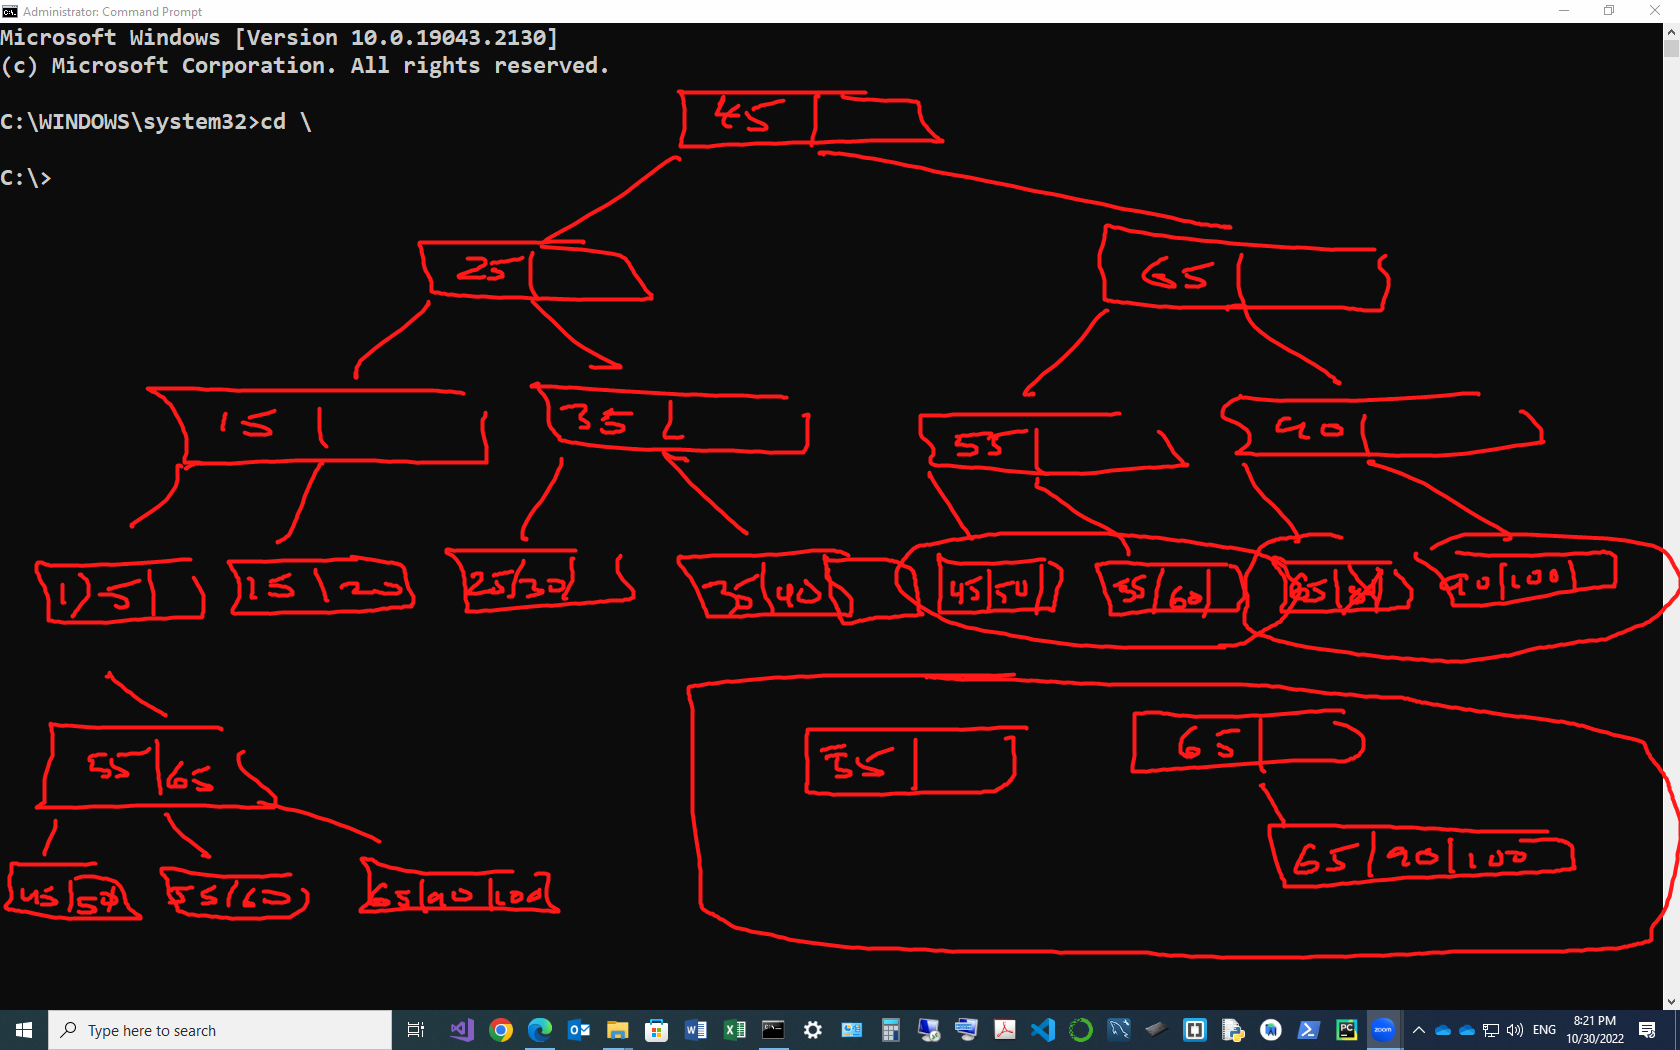 Administrator: Command Prompt
Microsoft Windows [Version 10.0.19043.2130]
(c) Microsoft Corporation. All rights reserved.
C:\WINDOWS\system32>cd \
C:\>
45
25
65
15
35
55
90
1) 5
15 | 20
25 | 30
35 | 40
45 | 50
55 | 60
65
90 | 100
55 | 65
45 | 50
55 | 60
65 | 90 | 100
55
65
65 | 90 | 100
Type here to search
ENG
8:21 PM
10/30/2022